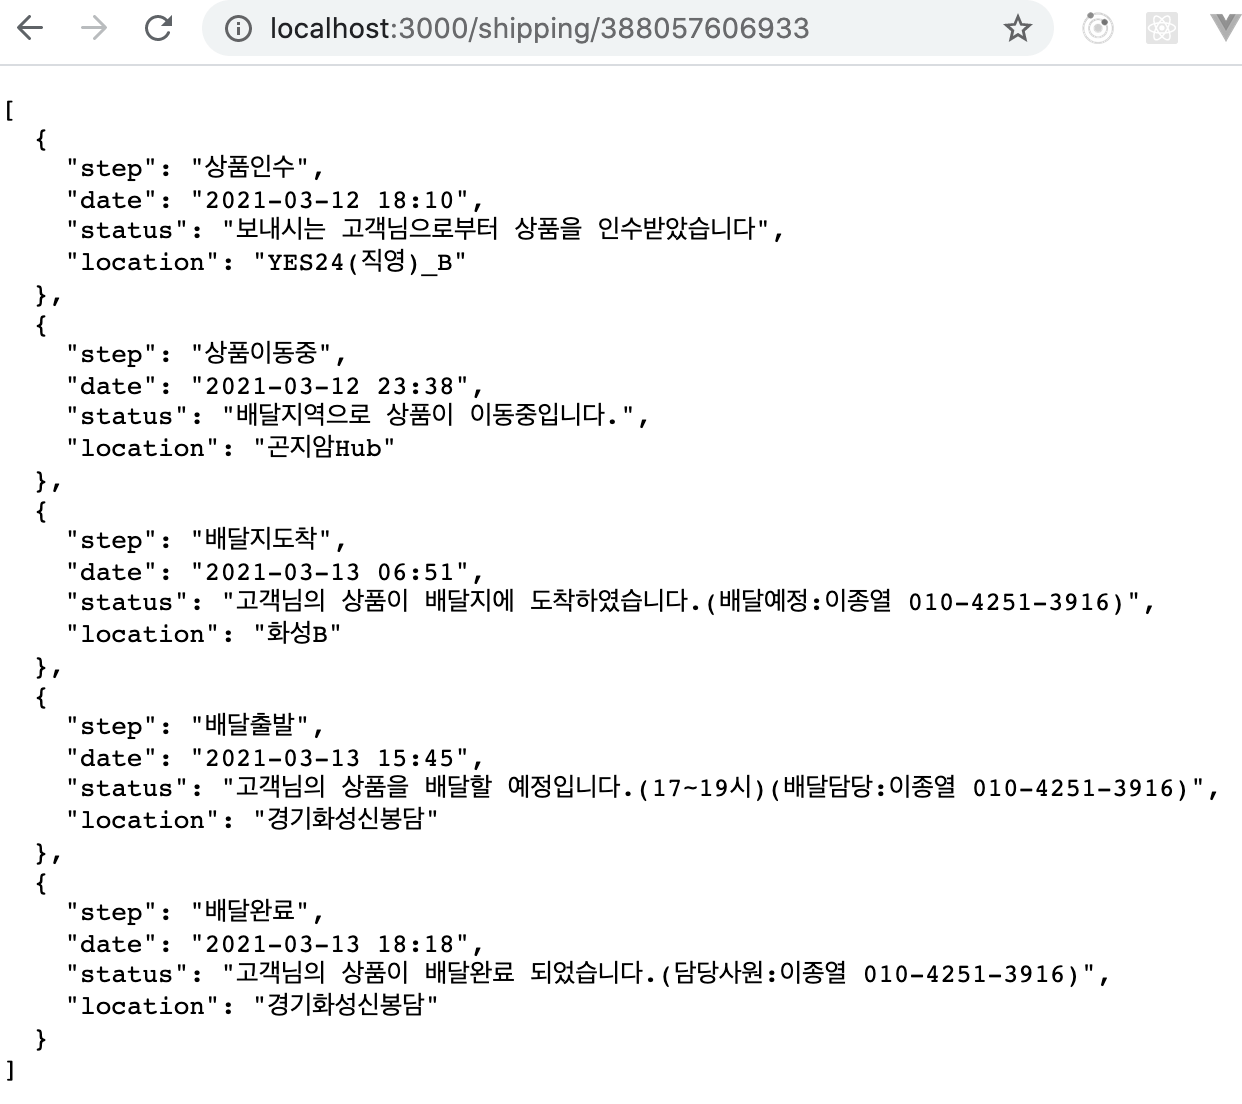 localhost:3000/shipping/388057606933
[
{
"step": "상품인수",
"date": "2021-03-12 18:10",
"status": "보내시는 고객님으로부터 상품을 인수받았습니다",
"location": "YES24(직영)_B"
},
{
"step": "상품이동중",
"date": "2021-03-12 23:38",
"status": "배달지역으로 상품이 이동중입니다.",
"location": "곤지암Hub"
},
{
"step": "배달지도착",
"date": "2021-03-13 06:51",
"status": "고객님의 상품이 배달지에 도착하였습니다.(배달예정:이종열 010-4251-3916)",
"location": "화성B"
},
{
"step": "배달출발",
"date": "2021-03-13 15:45",
"status": "고객님의 상품을 배달할 예정입니다.(17~19시)(배달담당:이종열 010-4251-3916)",
"location": "경기화성신봉담"
},
{
"step": "배달완료",
"date": "2021-03-13 18:18",
"status": "고객님의 상품이 배달완료 되었습니다.(담당사원:이종열 010-4251-3916)",
"location": "경기화성신봉담"
}
]